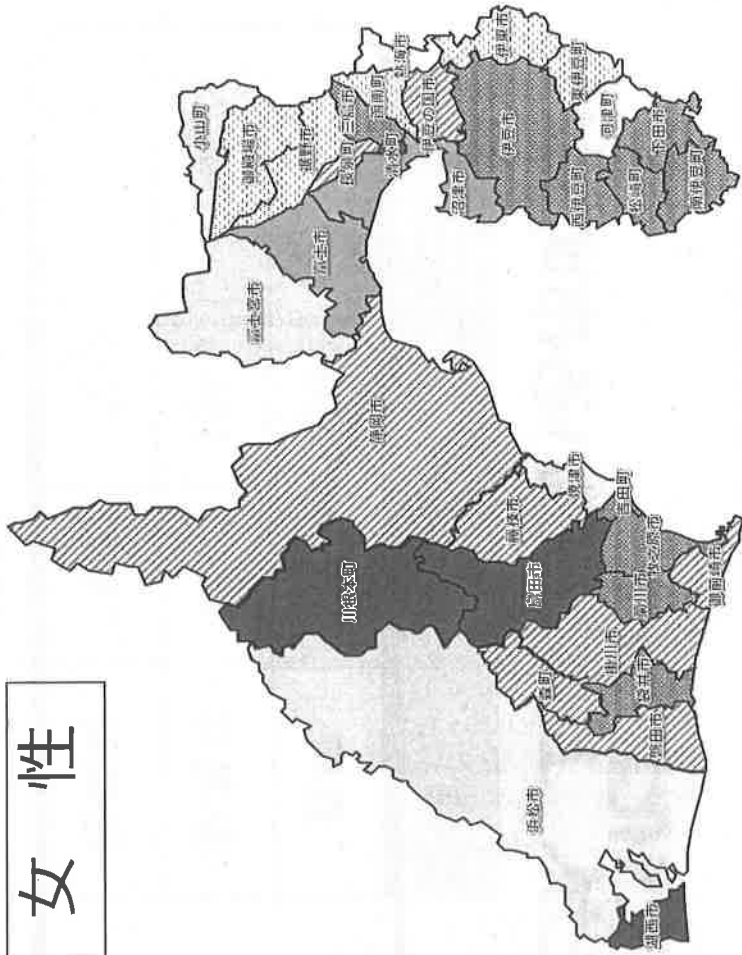 女性
小山町
御殿場市
裾野市
長泉町
三島市
清水町
函南町
熱海市
伊豆の国市
伊東市
東伊豆町
伊豆市
河津町
下田市
南伊豆町
松崎町
西伊豆町
沼津市
富士市
富士宮市
静岡市
焼津市
藤枝市
吉田町
牧之原市
御前崎市
菊川市
島田市
川根本町
掛川市
袋井市
森町
磐田市
浜松市
湖西市